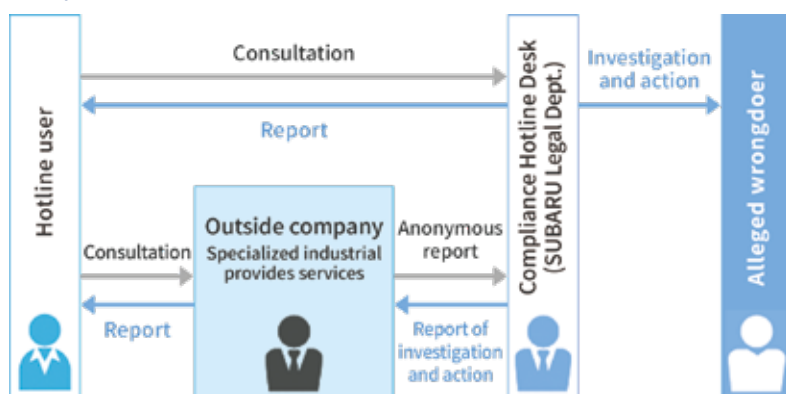 Hotline user
Consultation
Report
Compliance Hotline Desk
(SUBARU Legal Dept.)
Investigation
and action
Alleged wrongdoer
Outside company
Specialized industrial
provides services
Consultation
Report
Anonymous
report
Report of
investigation
and action